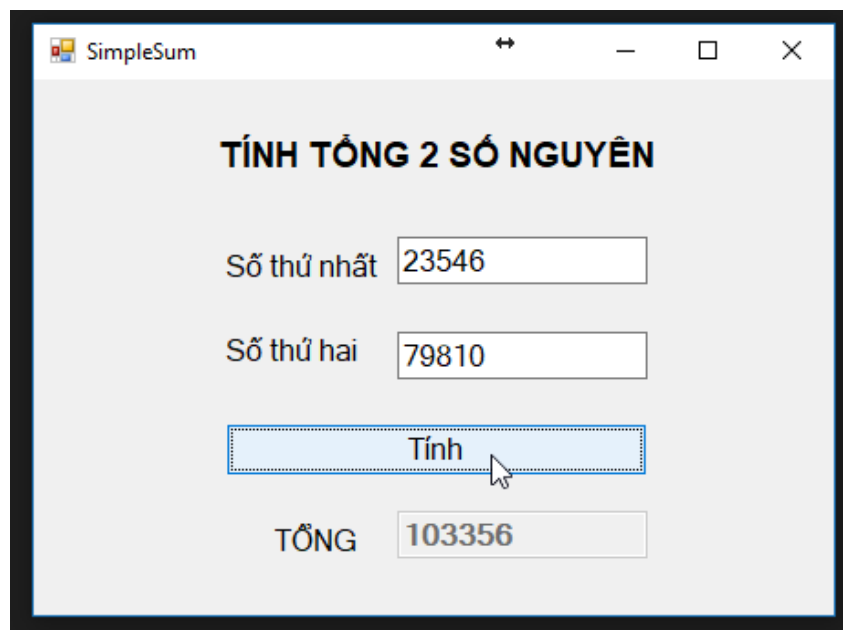 SimpleSum
TÍNH TỔNG 2 SỐ NGUYÊN
Số thứ nhất 23546
Số thứ hai 79810
Tính
TỔNG 103356